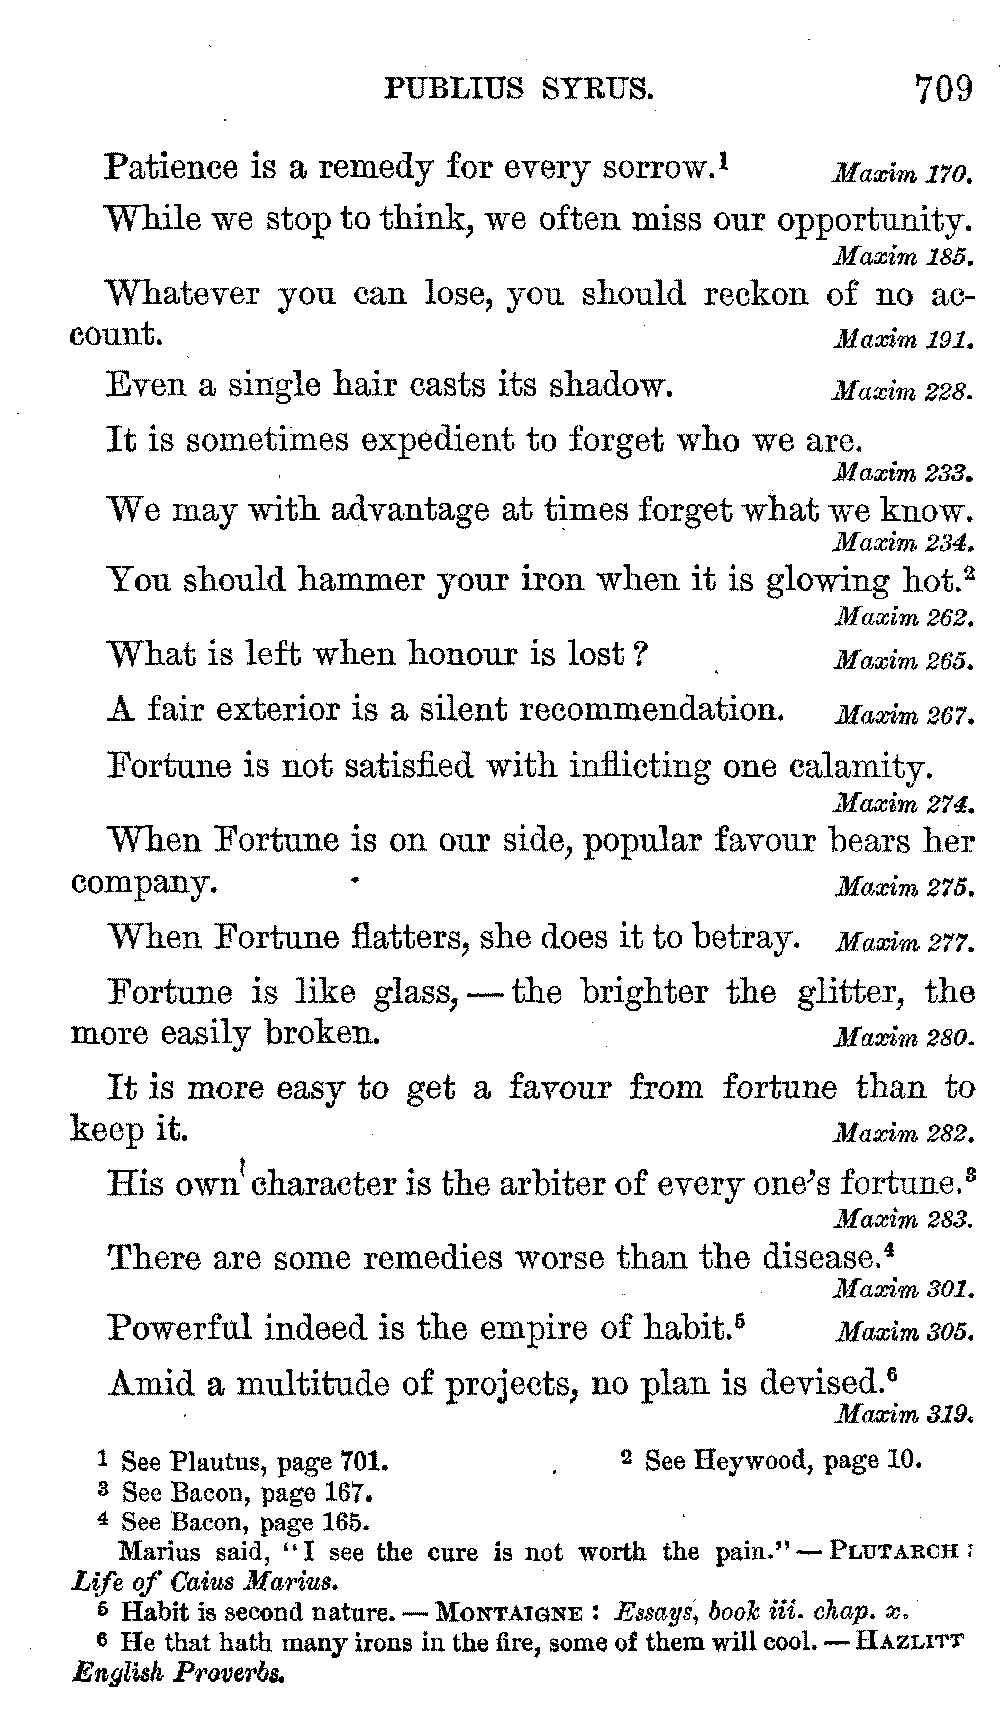 PUBLIUS SYRUS. 709
Patience is a remedy for every sorrow.¹ Maxim 170.
While we stop to think, we often miss our opportunity.
Maxim 185.
Whatever you can lose, you should reckon of no ac-
count. Maxim 191.
Even a single hair casts its shadow. Maxim 228.
It is sometimes expedient to forget who we are.
Maxim 233.
We may with advantage at times forget what we know.
Maxim 234.
You should hammer your iron when it is glowing hot.²
Maxim 262.
What is left when honour is lost? Maxim 265.
A fair exterior is a silent recommendation. Maxim 267.
Fortune is not satisfied with inflicting one calamity.
Maxim 274.
When Fortune is on our side, popular favour bears her
company. Maxim 275.
When Fortune flatters, she does it to betray. Maxim 277.
Fortune is like glass, — the brighter the glitter, the
more easily broken. Maxim 280.
It is more easy to get a favour from fortune than to
keep it. Maxim 282.
His own character is the arbiter of every one's fortune.³
Maxim 283.
There are some remedies worse than the disease.⁴
Maxim 301.
Powerful indeed is the empire of habit.⁵ Maxim 305.
Amid a multitude of projects, no plan is devised.⁶
Maxim 319.
¹ See Plautus, page 701. ² See Heywood, page 10.
³ See Bacon, page 167.
⁴ See Bacon, page 165.
Marius said, "I see the cure is not worth the pain." — PLUTARCH:
Life of Caius Marius.
⁵ Habit is second nature. — MONTAIGNE: Essays, book iii. chap. x.
⁶ He that hath many irons in the fire, some of them will cool. — HAZLITT
English Proverbs.